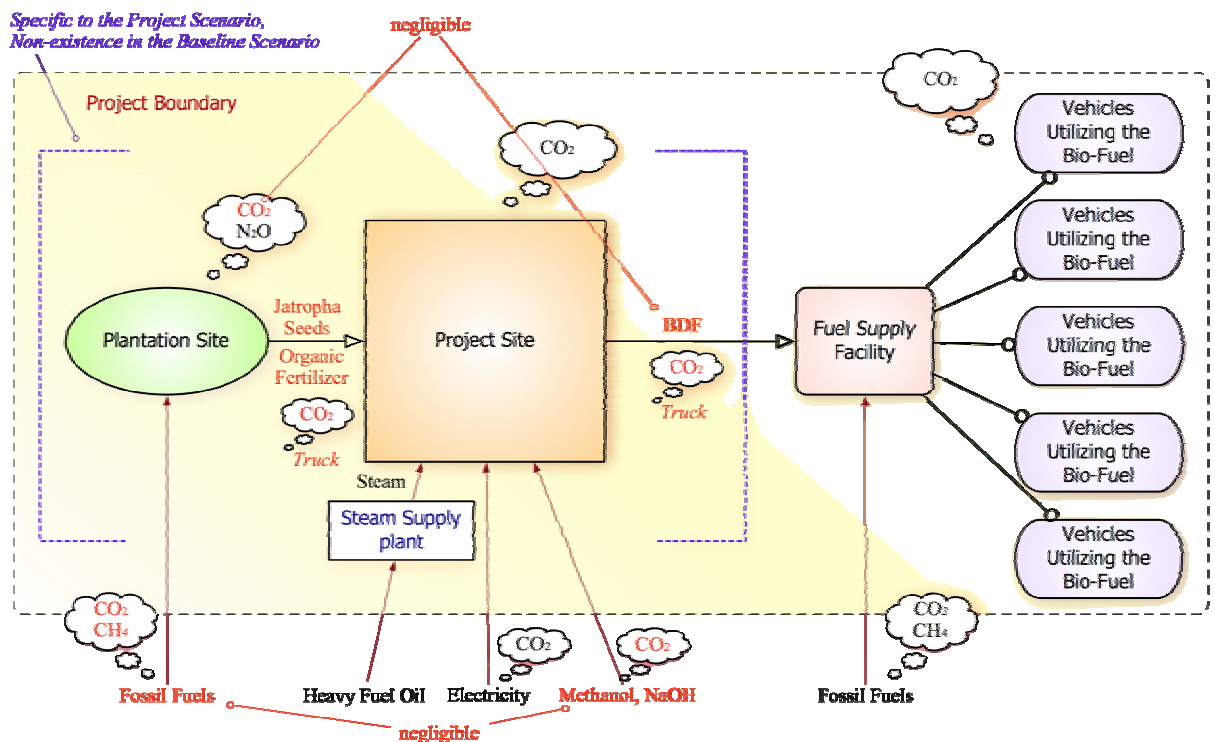 Specific to the Project Scenario,
Non-existence in the Baseline Scenario
negligible
Project Boundary
CO₂
CO₂
CO₂
N₂O
Vehicles
Utilizing the
Bio-Fuel
Vehicles
Utilizing the
Bio-Fuel
Vehicles
Utilizing the
Bio-Fuel
Vehicles
Utilizing the
Bio-Fuel
Vehicles
Utilizing the
Bio-Fuel
Plantation Site
Jatropha
Seeds
Organic
Fertilizer
CO₂
Truck
Project Site
BDF
CO₂
Truck
Fuel Supply
Facility
Steam
Steam Supply
plant
CO₂
CH₄
CO₂
CO₂
CO₂
CH₄
Fossil Fuels
Heavy Fuel Oil
Electricity
Methanol, NaOH
Fossil Fuels
negligible